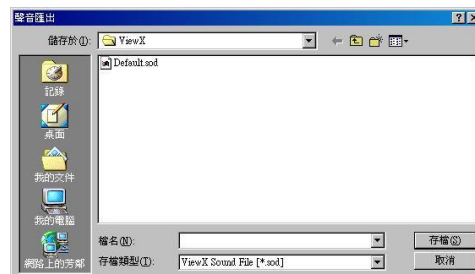 聲音匯出
儲存於(I):
ViewX
Default.sod
記錄
桌面
我的文件
我的電腦
網路上的芳鄰
檔名(N):
存檔(S)
存檔類型(T):
ViewX Sound File [*.sod]
取消